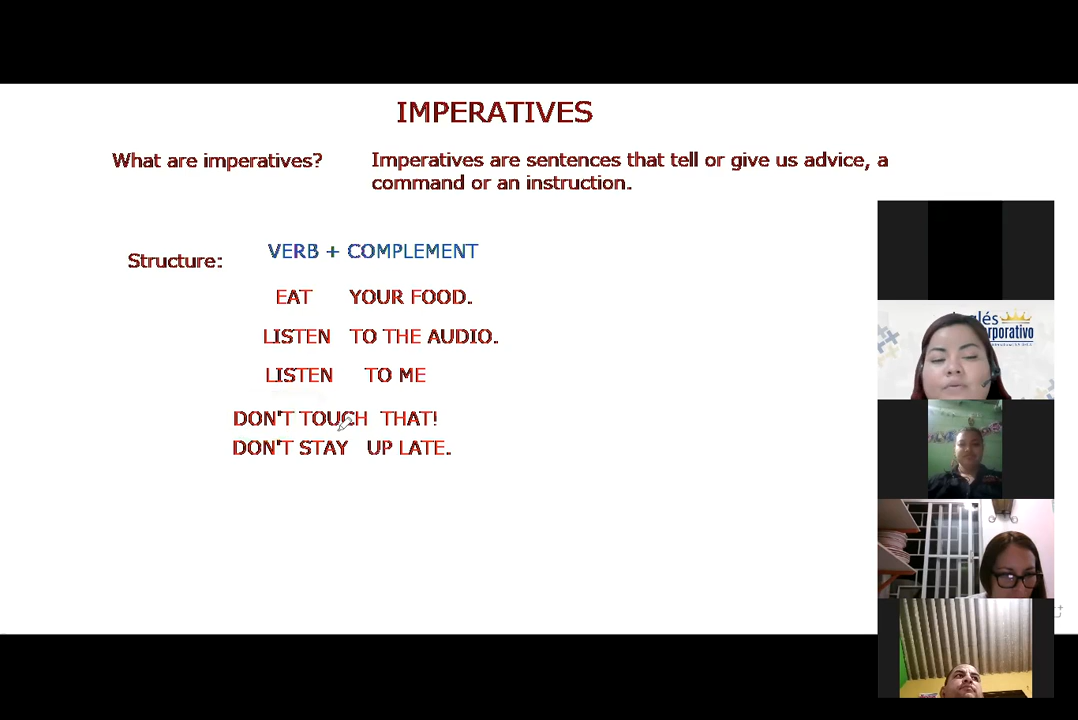 IMPERATIVES
What are imperatives?
Imperatives are sentences that tell or give us advice, a
command or an instruction.
Structure:
VERB + COMPLEMENT
EAT YOUR FOOD.
LISTEN TO THE AUDIO.
LISTEN TO ME
DON'T TOUCH THAT!
DON'T STAY UP LATE.